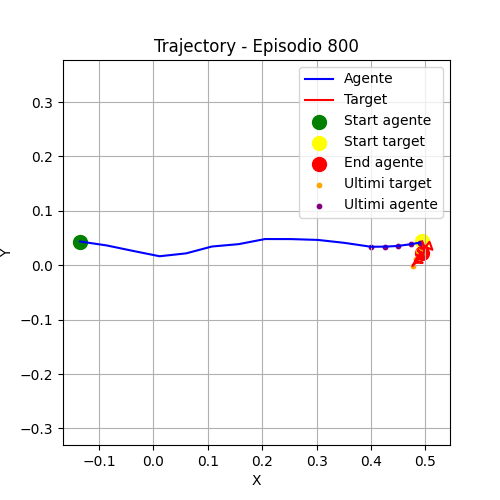 Trajectory - Episodio 800
Agente
Target
Start agente
Start target
End agente
Ultimi target
Ultimi agente
0.3
0.2
0.1
0.0
−0.1
−0.2
−0.3
Y
−0.1
0.0
0.1
0.2
0.3
0.4
0.5
X